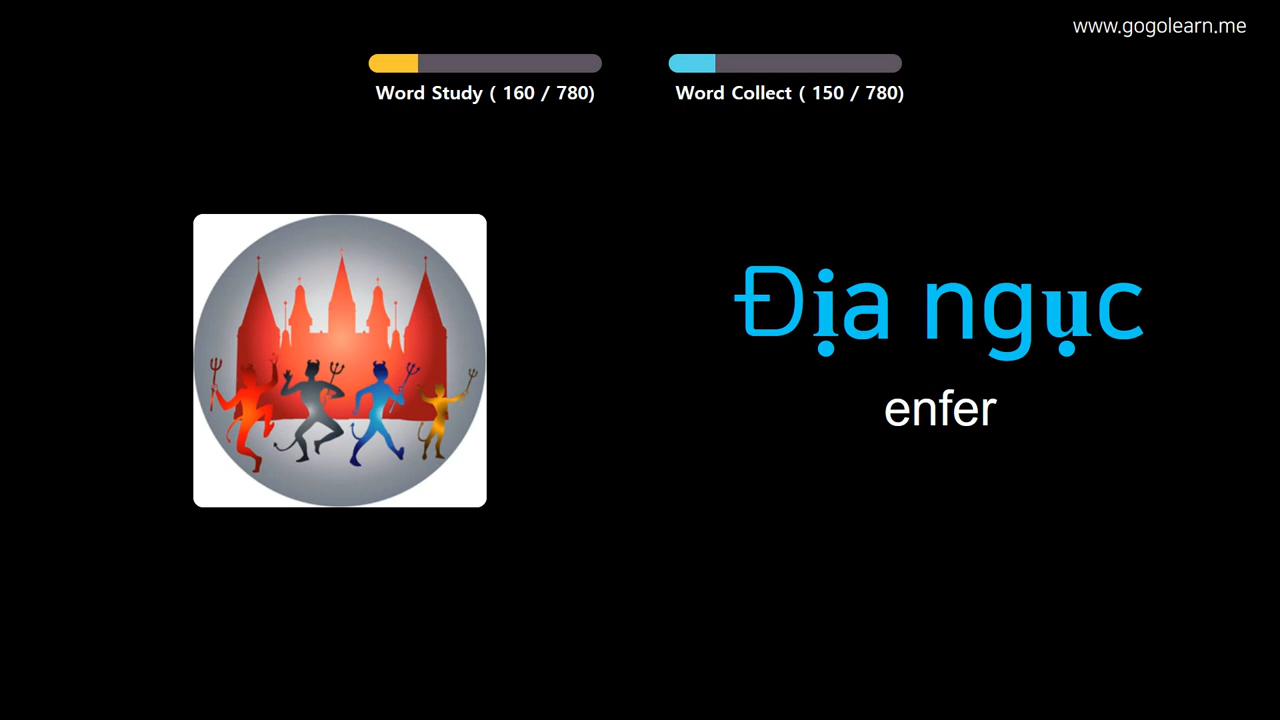 www.gogolearn.me
Word Study ( 160 / 780)
Word Collect ( 150 / 780)
Địa ngục
enfer